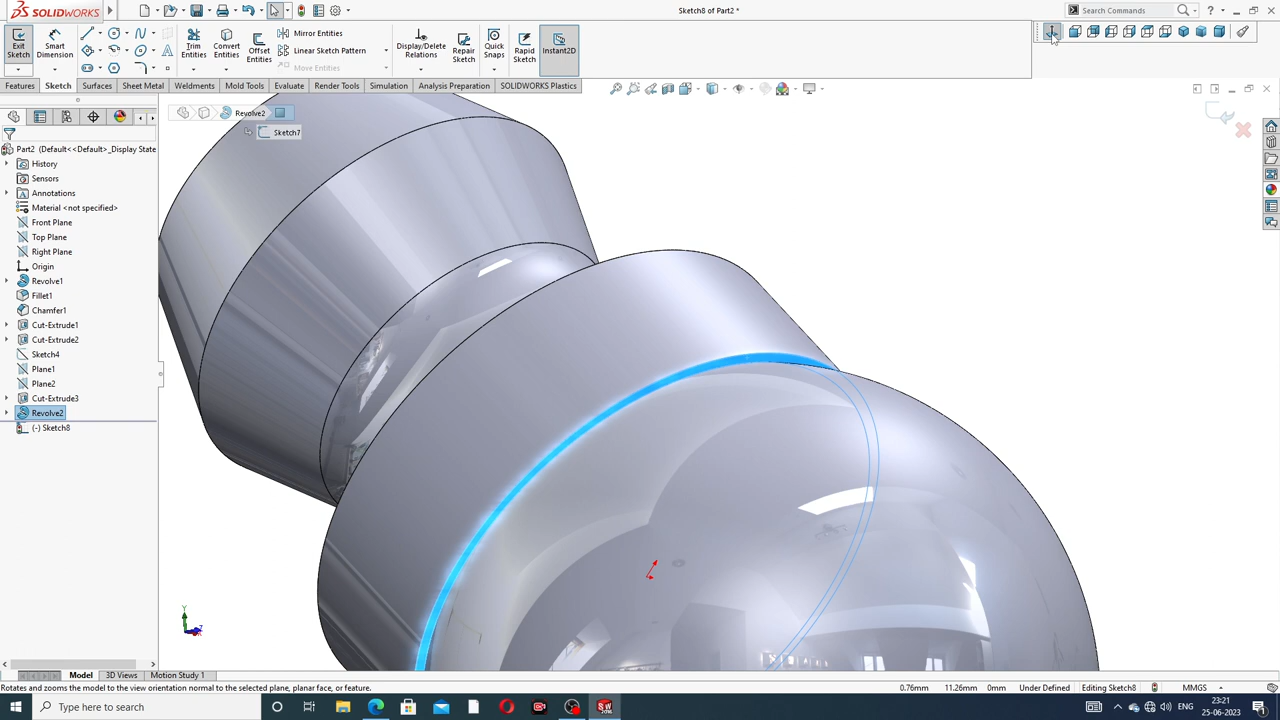 SOLIDWORKS
Sketch8 of Part2 *
Search Commands
Exit Sketch
Smart Dimension
Trim Entities
Convert Entities
Offset Entities
Mirror Entities
Linear Sketch Pattern
Move Entities
Display/Delete Relations
Repair Sketch
Quick Snaps
Rapid Sketch
Instant2D
Features
Sketch
Surfaces
Sheet Metal
Weldments
Mold Tools
Evaluate
Render Tools
Simulation
Analysis Preparation
SOLIDWORKS Plastics
Revolve2
Sketch7
Part2 (Default<<Default>_Display State
History
Sensors
Annotations
Material <not specified>
Front Plane
Top Plane
Right Plane
Origin
Revolve1
Fillet1
Chamfer1
Cut-Extrude1
Cut-Extrude2
Sketch4
Plane1
Plane2
Cut-Extrude3
Revolve2
(-) Sketch8
Y
Model
3D Views
Motion Study 1
Rotates and zooms the model to the view orientation normal to the selected plane, planar face, or feature.
0.76mm
11.26mm
0mm
Under Defined
Editing Sketch8
MMGS
Type here to search
ENG
23:21
25-06-2023